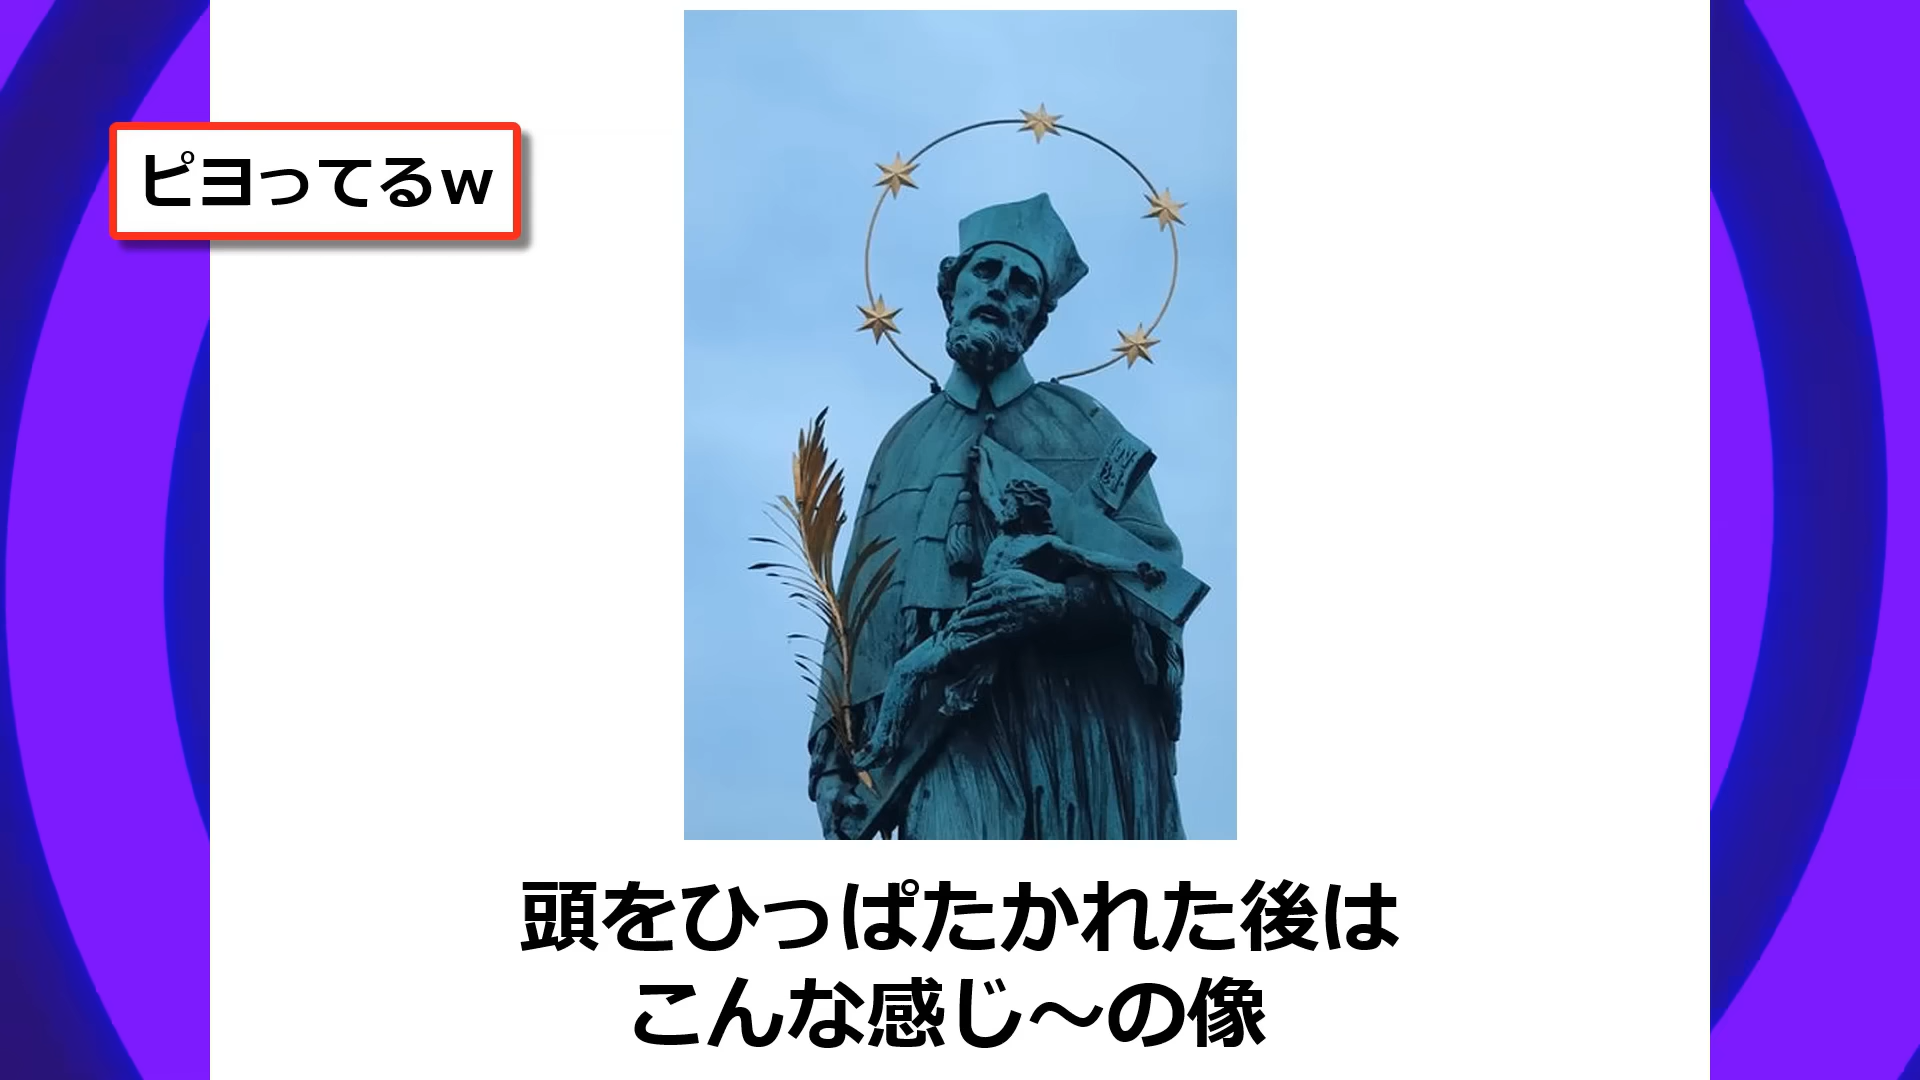 ピヨってるw
頭をひっぱたかれた後は
こんな感じ～の像